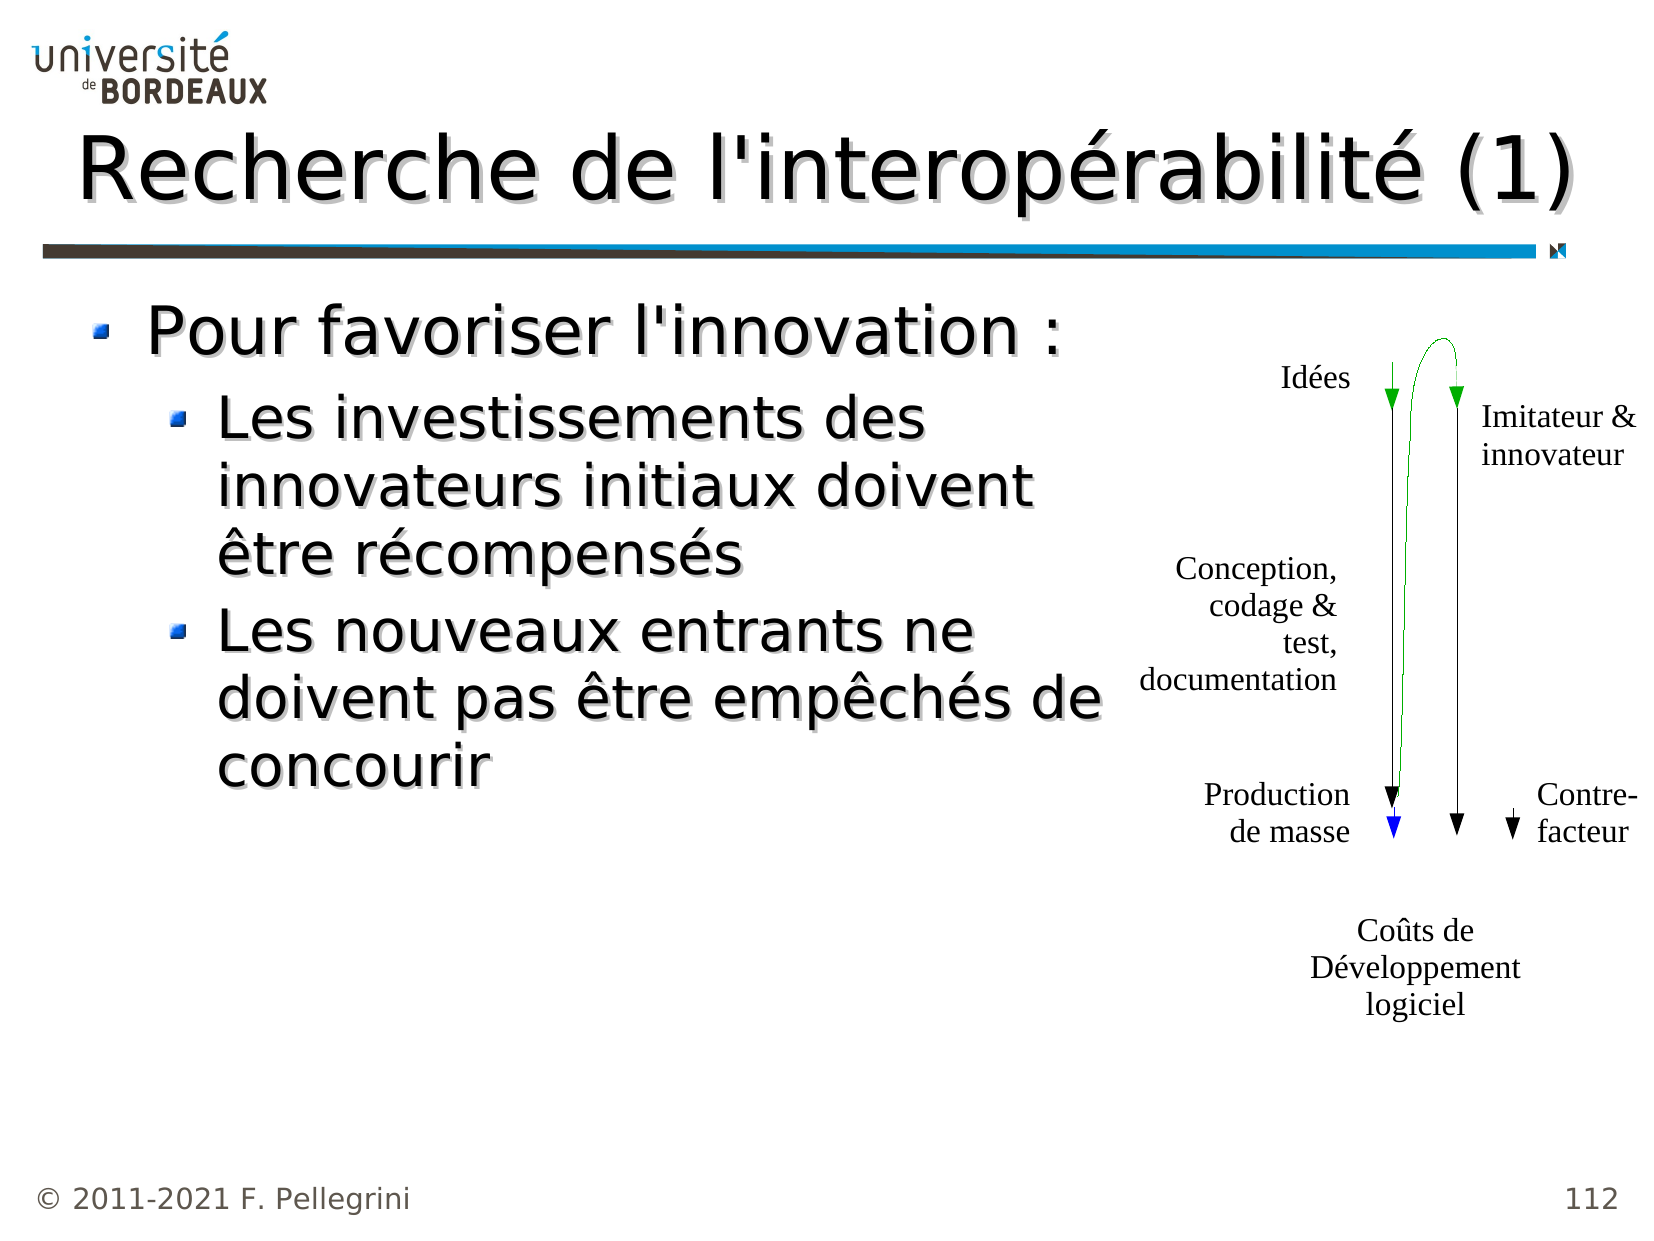 université
de BORDEAUX
Recherche de l'interopérabilité (1)
Pour favoriser l'innovation :
Les investissements des
innovateurs initiaux doivent
être récompensés
Les nouveaux entrants ne
doivent pas être empêchés de
concourir
Idées
Imitateur &
innovateur
Conception,
codage &
test,
documentation
Production
de masse
Contre-
facteur
Coûts de
Développement
logiciel
© 2011-2021 F. Pellegrini
112